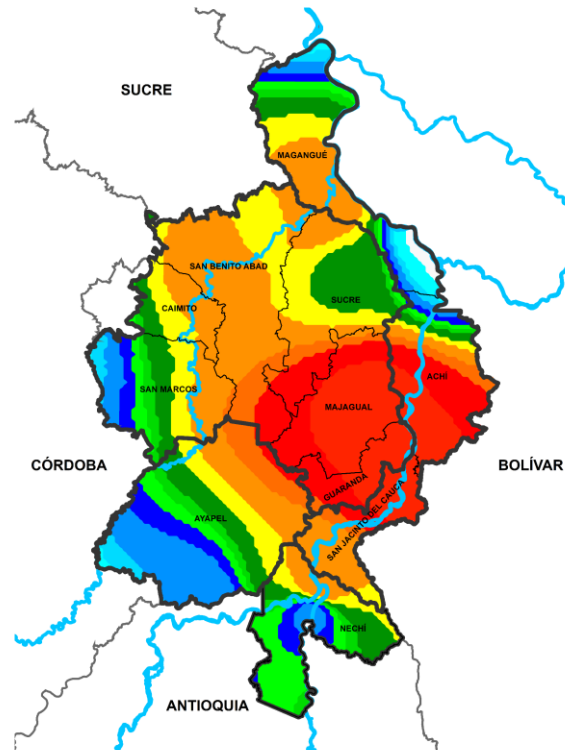 SUCRE
MAGANGUÉ
SAN BENITO ABAD
SUCRE
CAIMITO
ACHÍ
SAN MARCOS
MAJAGUAL
CÓRDOBA
BOLÍVAR
GUARANDA
SAN JACINTO DEL CAUCA
AYAPEL
NECHÍ
ANTIOQUIA